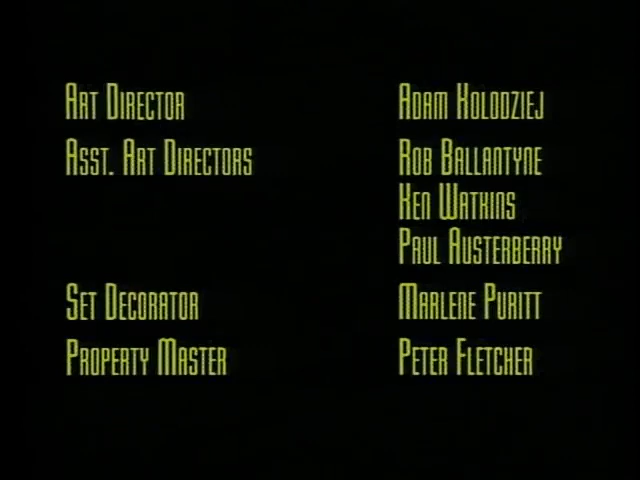 Art Director Adam Kolodziej
Asst. Art Directors Rob Ballantyne
Ken Watkins
Paul Austerberry
Set Decorator Marlene Puritt
Property Master Peter Fletcher